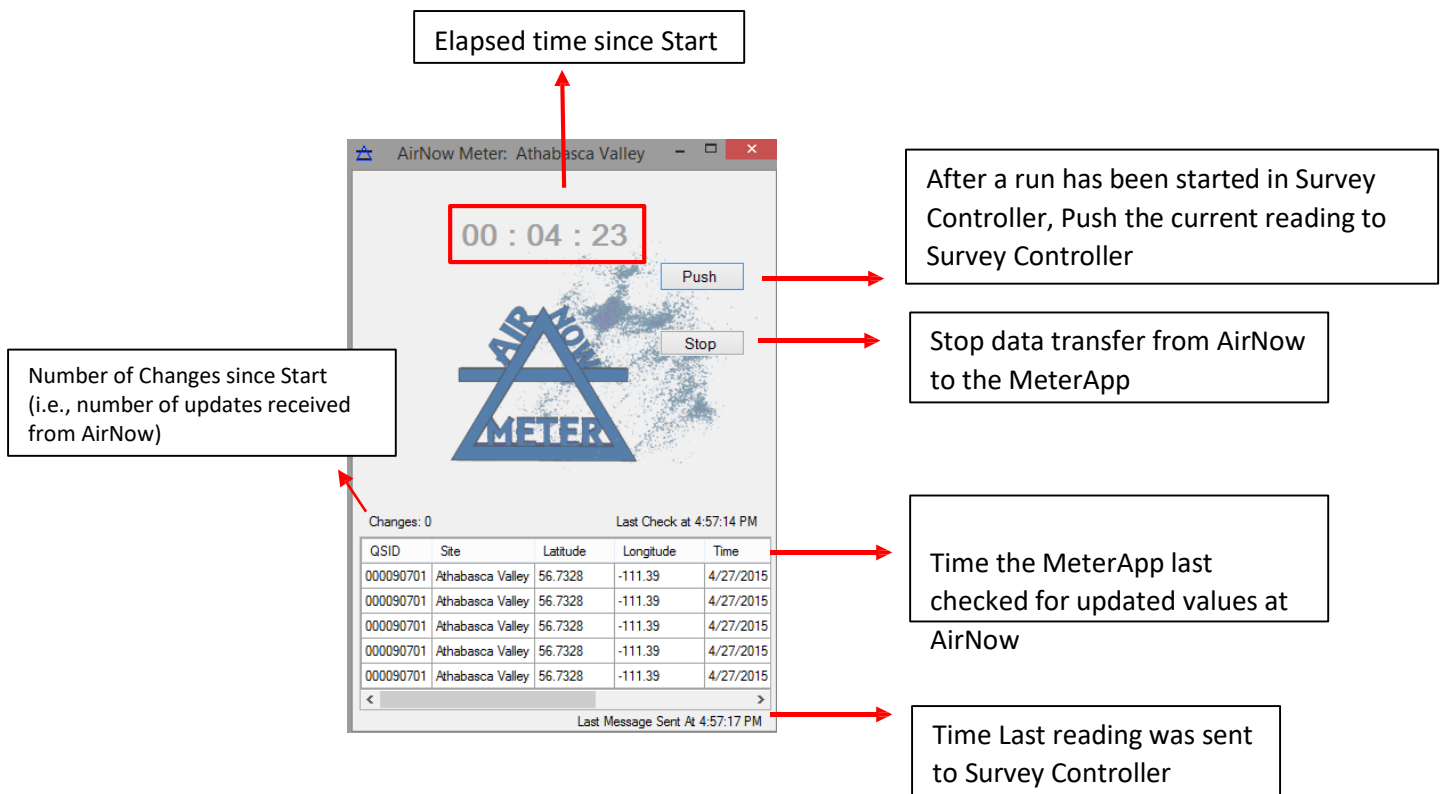 Elapsed time since Start
AirNow Meter: Athabasca Valley
00 : 04 : 23
Push
After a run has been started in Survey
Controller, Push the current reading to
Survey Controller
AIR NOW
METER
Stop
Stop data transfer from AirNow
to the MeterApp
Number of Changes since Start
(i.e., number of updates received
from AirNow)
Changes: 0
Last Check at 4:57:14 PM
Time the MeterApp last
checked for updated values at
AirNow
QSID Site Latitude Longitude Time
000090701 Athabasca Valley 56.7328 -111.39 4/27/2015
000090701 Athabasca Valley 56.7328 -111.39 4/27/2015
000090701 Athabasca Valley 56.7328 -111.39 4/27/2015
000090701 Athabasca Valley 56.7328 -111.39 4/27/2015
000090701 Athabasca Valley 56.7328 -111.39 4/27/2015
Last Message Sent At 4:57:17 PM
Time Last reading was sent
to Survey Controller